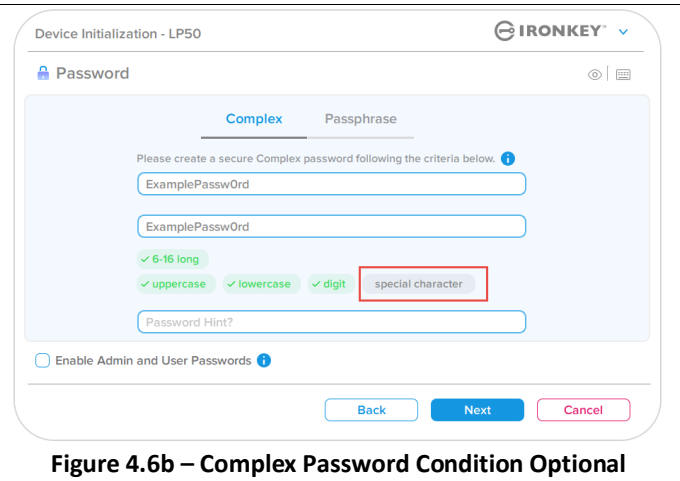 Device Initialization - LP50
IRONKEY™
Password
Complex Passphrase
Please create a secure Complex password following the criteria below.
ExamplePassw0rd
ExamplePassw0rd
✓ 6-16 long
✓ uppercase ✓ lowercase ✓ digit special character
Password Hint?
Enable Admin and User Passwords
Back Next Cancel
Figure 4.6b – Complex Password Condition Optional